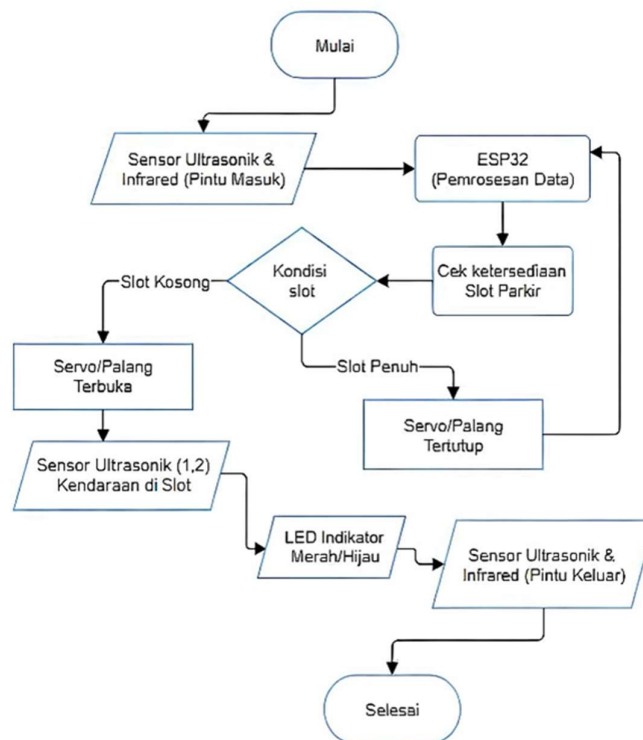 Mulai
Sensor Ultrasonik &
Infrared (Pintu Masuk)
ESP32
(Pemrosesan Data)
Cek ketersediaan
Slot Parkir
Kondisi
slot
Slot Kosong
Slot Penuh
Servo/Palang
Terbuka
Servo/Palang
Tertutup
Sensor Ultrasonik (1,2)
Kendaraan di Slot
LED Indikator
Merah/Hijau
Sensor Ultrasonik &
Infrared (Pintu Keluar)
Selesai